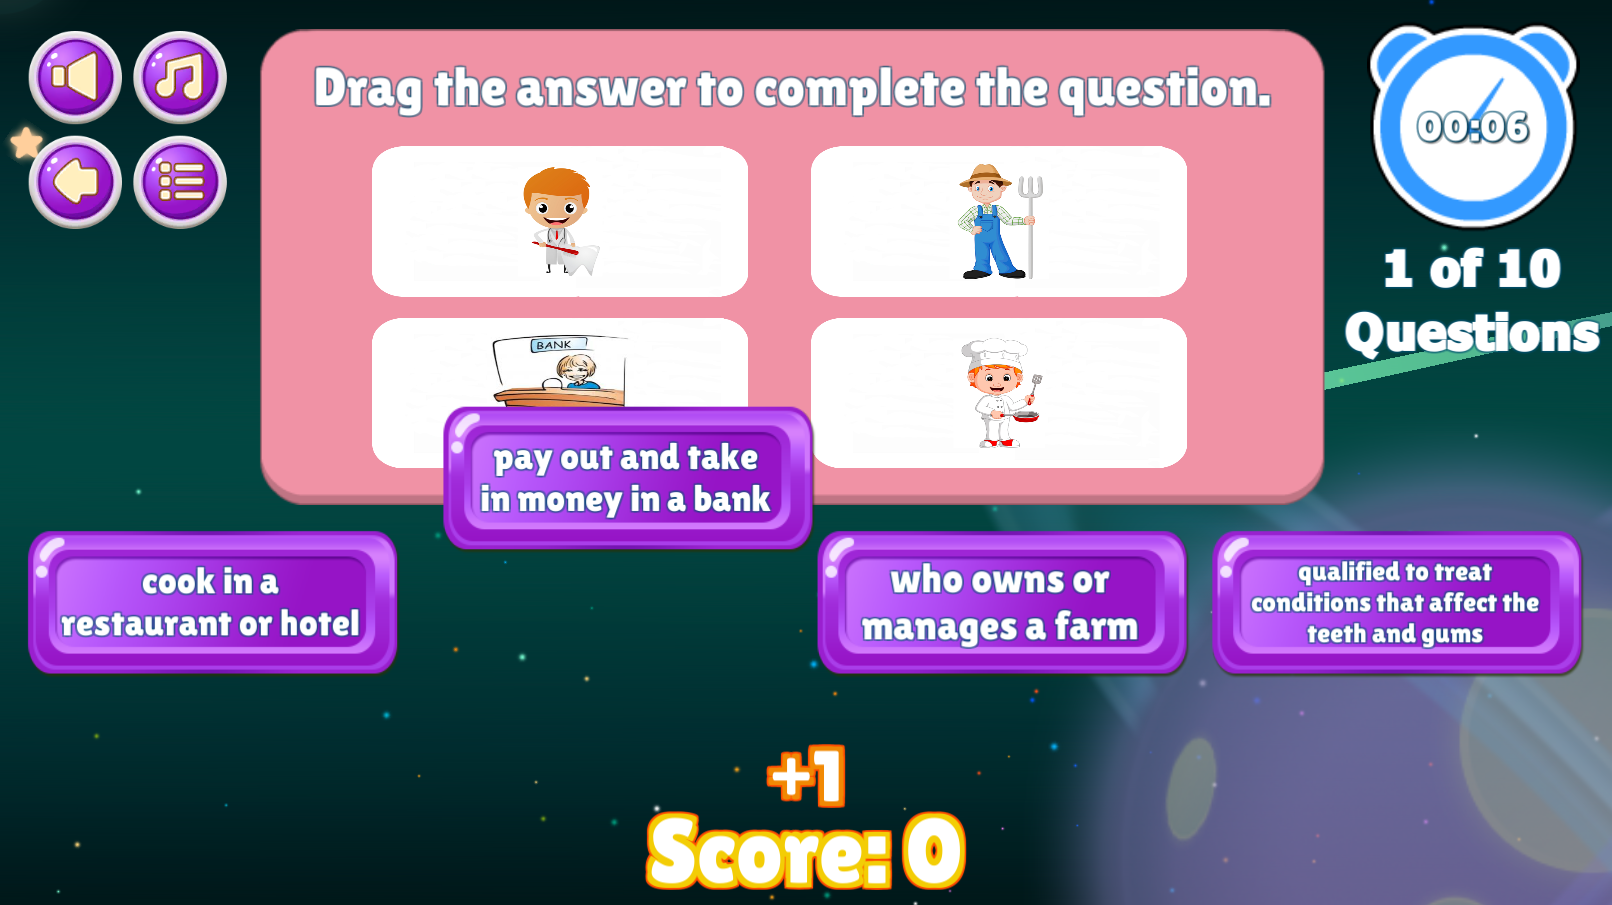 Drag the answer to complete the question.
00:06
1 of 10
Questions
BANK
pay out and take
in money in a bank
cook in a
restaurant or hotel
who owns or
manages a farm
qualified to treat
conditions that affect the
teeth and gums
+1
Score: 0